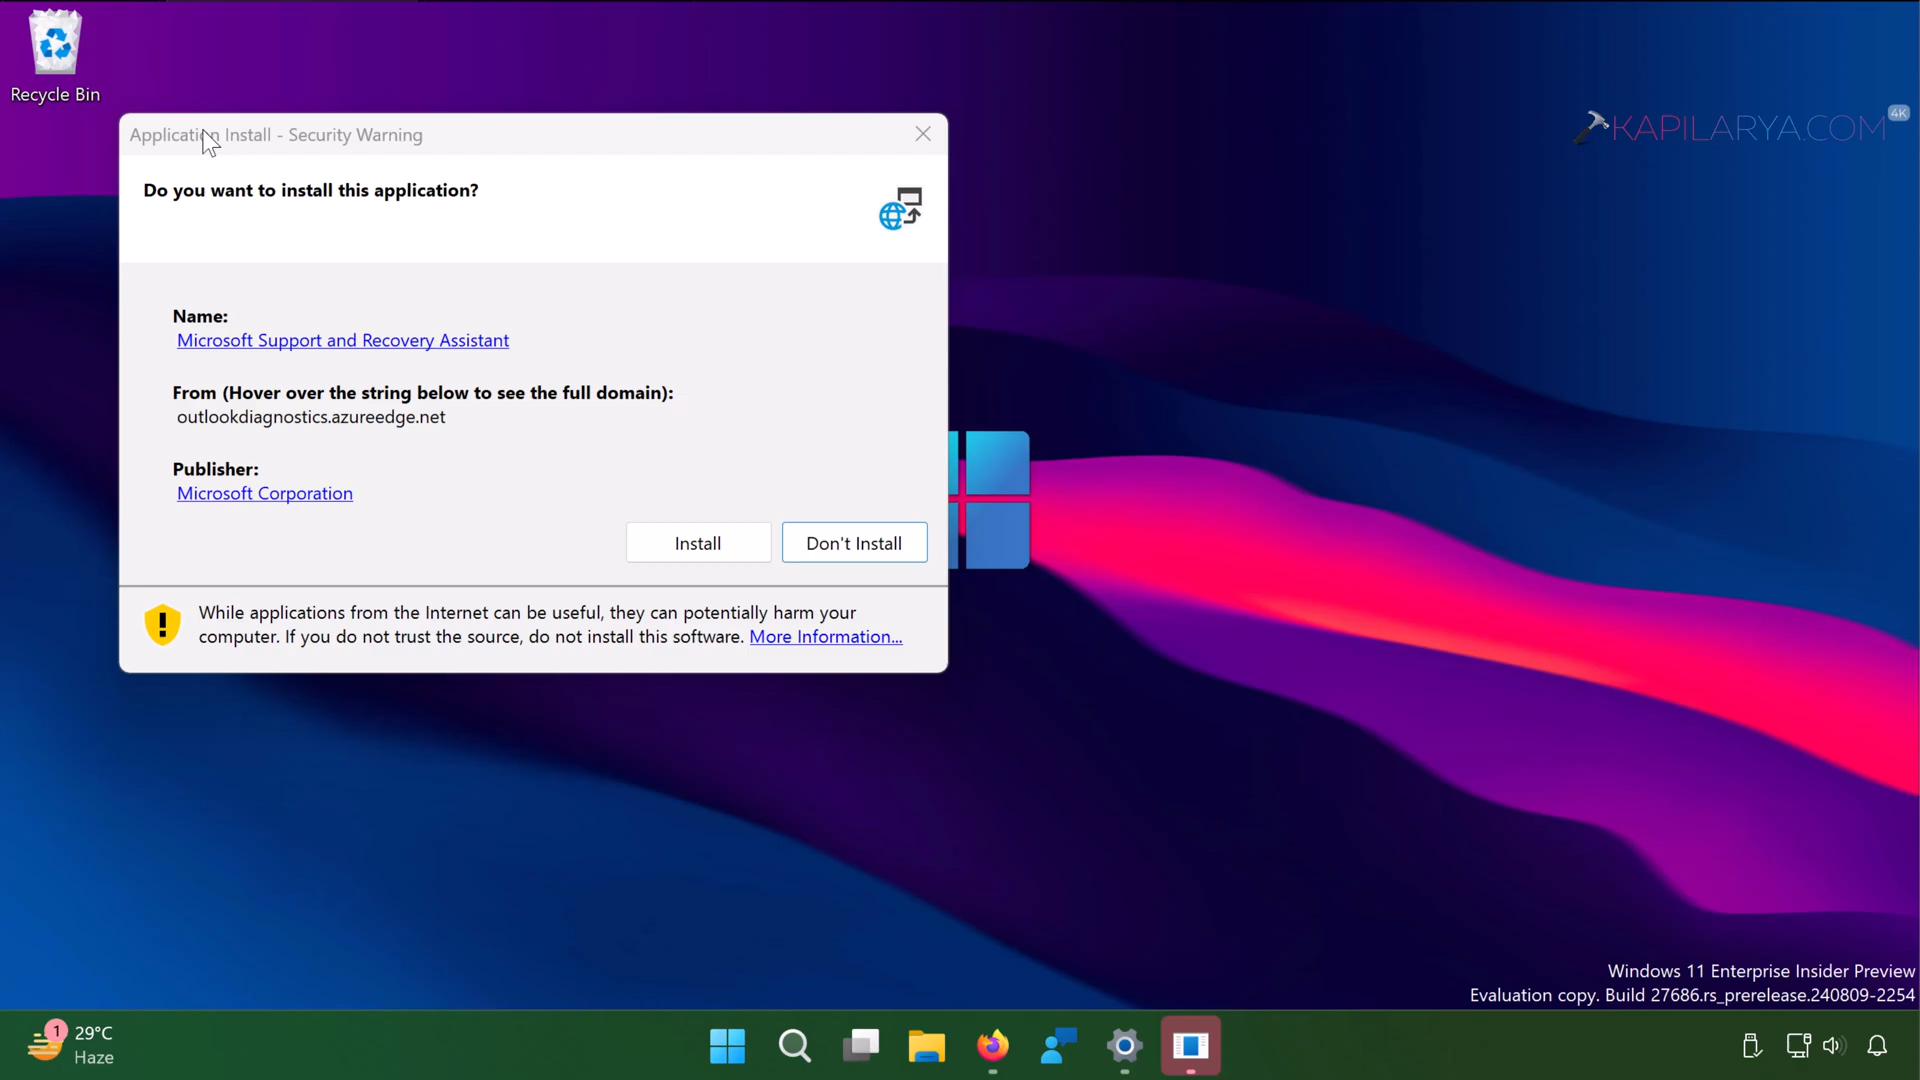 Recycle Bin
Application Install - Security Warning
Do you want to install this application?
Name:
Microsoft Support and Recovery Assistant
From (Hover over the string below to see the full domain):
outlookdiagnostics.azureedge.net
Publisher:
Microsoft Corporation
Install
Don't Install
While applications from the Internet can be useful, they can potentially harm your
computer. If you do not trust the source, do not install this software. More Information...
KAPILARYA.COM
4K
Windows 11 Enterprise Insider Preview
Evaluation copy. Build 27686.rs_prerelease.240809-2254
1
29°C
Haze